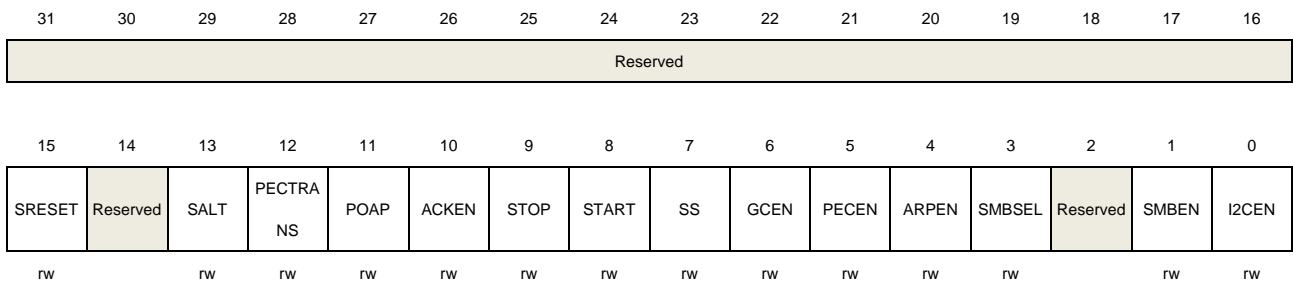 31 30 29 28 27 26 25 24 23 22 21 20 19 18 17 16
Reserved
15 14 13 12 11 10 9 8 7 6 5 4 3 2 1 0
SRESET Reserved SALT PECTRA NS POAP ACKEN STOP START SS GCEN PECEN ARPEN SMBSEL Reserved SMBEN I2CEN
rw rw rw rw rw rw rw rw rw rw rw rw rw rw